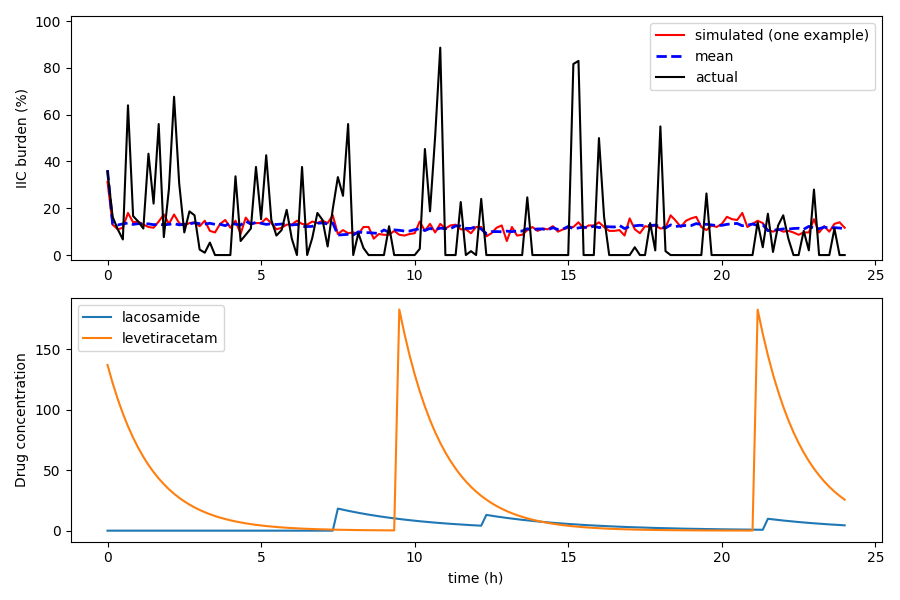 100
80
60
40
20
0
IIC burden (%)
simulated (one example)
mean
actual
0 5 10 15 20 25
150
100
50
0
Drug concentration
lacosamide
levetiracetam
0 5 10 15 20 25
time (h)